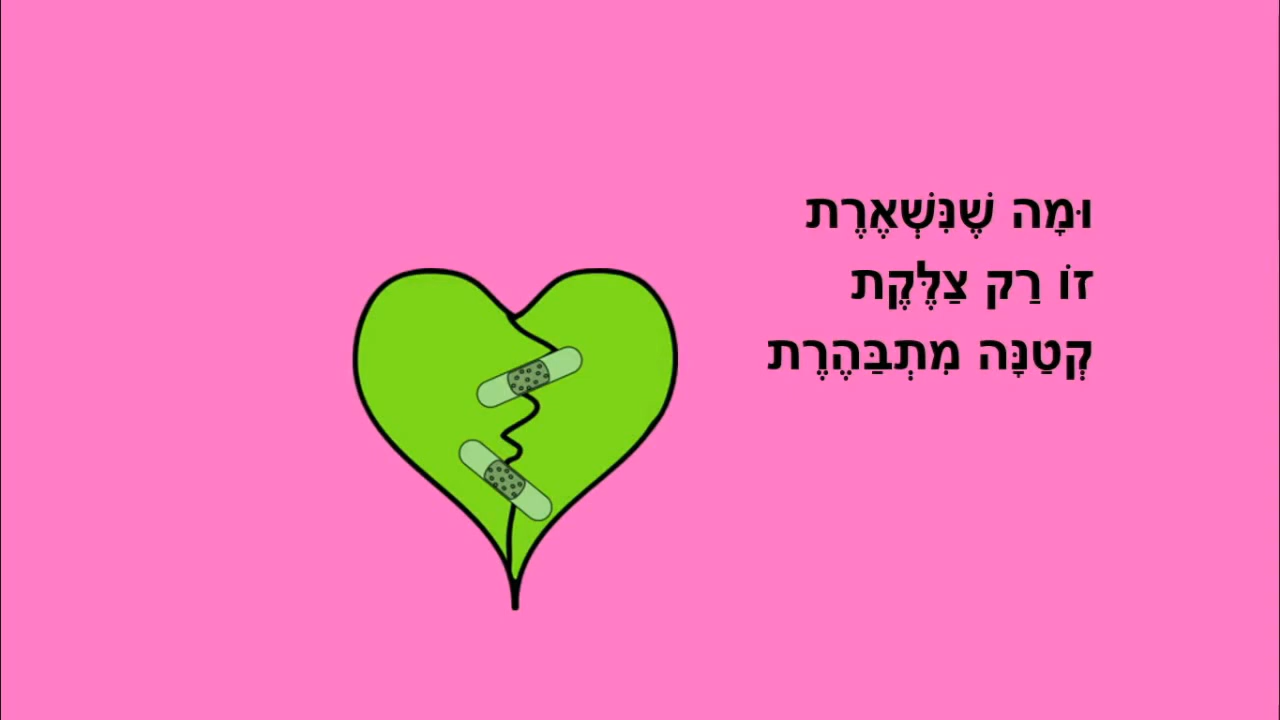 וּמָה שֶׁנִּשְׁאֶרֶת
זוֹ רַק צַלֶּקֶת
קְטַנָּה מִתְבַּהֶרֶת